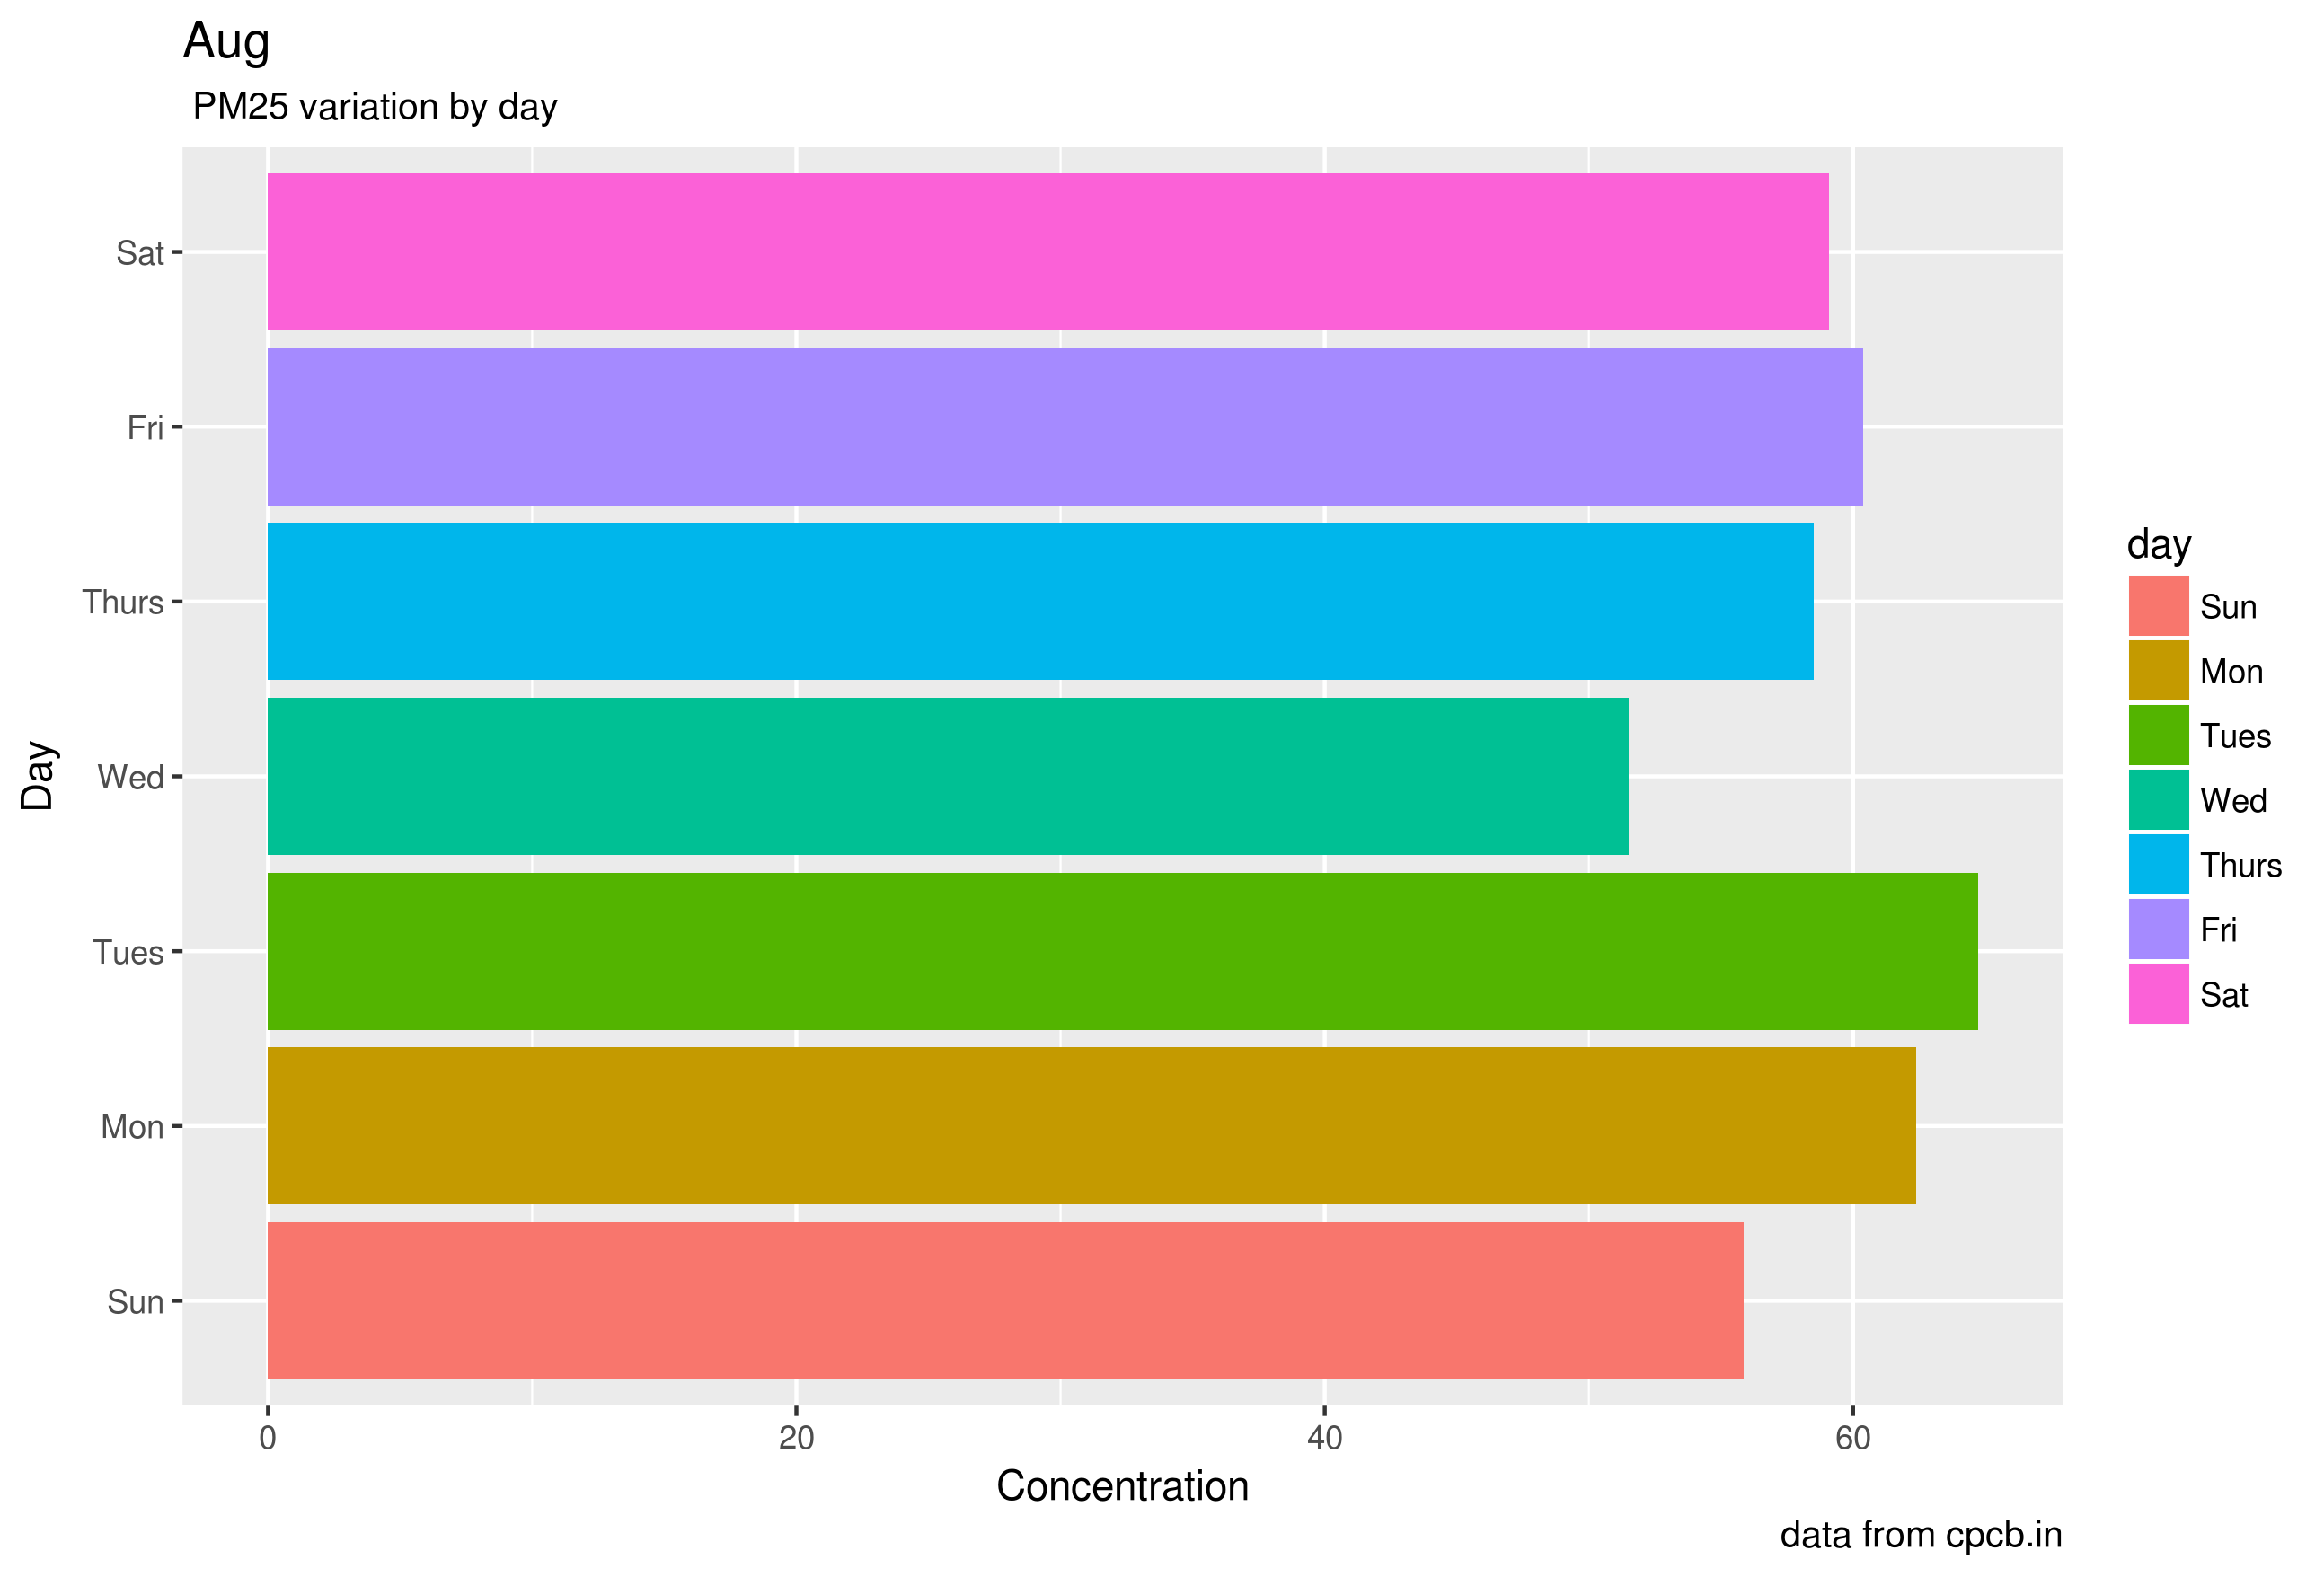 Aug
PM25 variation by day
Sat
Fri
Thurs
Wed
Tues
Mon
Sun
Day
0 20 40 60
Concentration
data from cpcb.in
day
Sun
Mon
Tues
Wed
Thurs
Fri
Sat